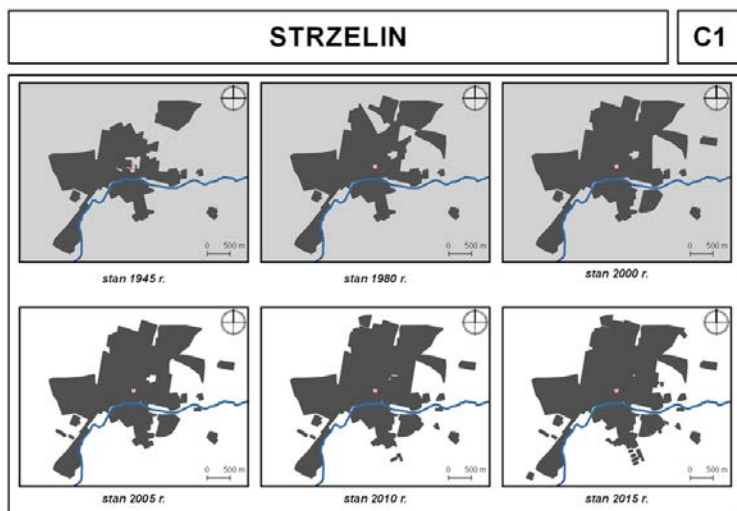 STRZELIN
C1
0 500 m
0 500 m
0 500 m
stan 1945 r.
stan 1980 r.
stan 2000 r.
0 500 m
0 500 m
0 500 m
stan 2005 r.
stan 2010 r.
stan 2015 r.